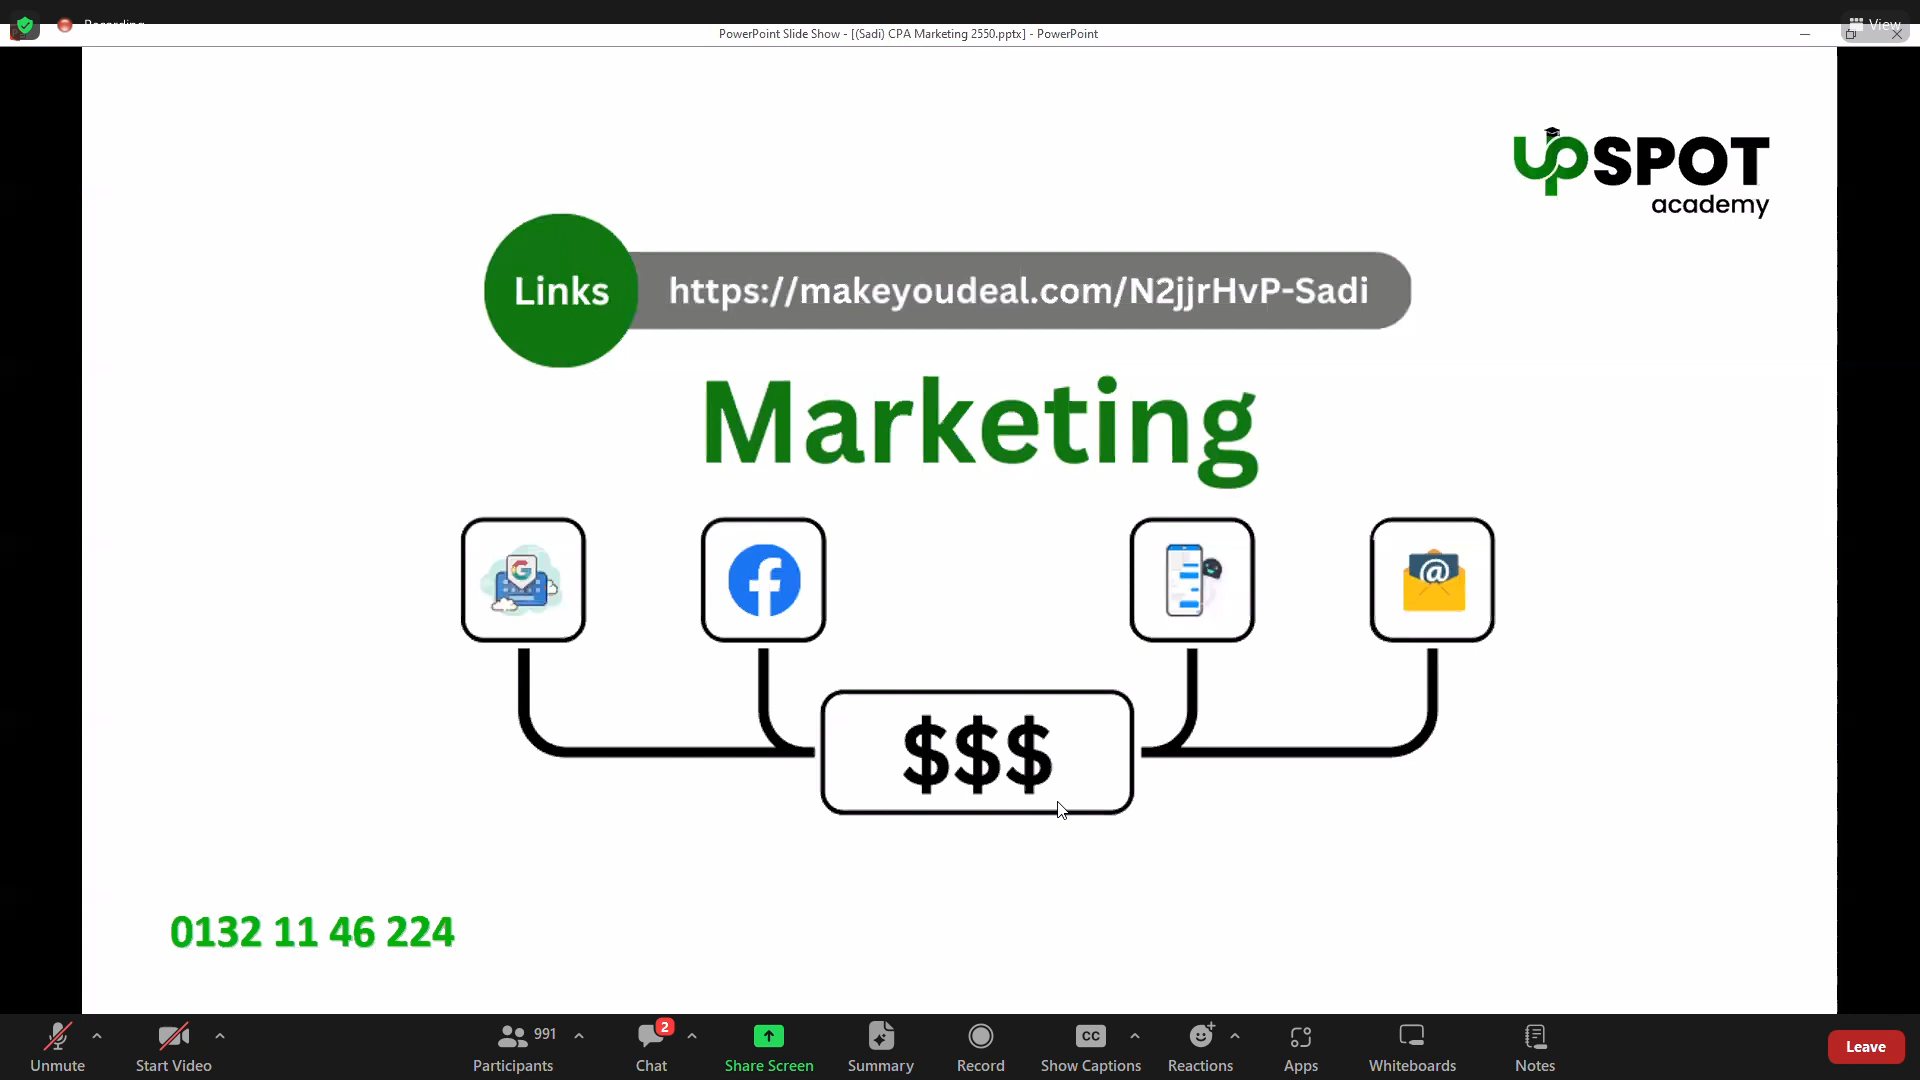 Recording
PowerPoint Slide Show - [(Sadi) CPA Marketing 2550.pptx] - PowerPoint
View
upSPOT
academy
Links
https://makeyoudeal.com/N2jjrHvP-Sadi
Marketing
G
f
@
$$$
0132 11 46 224
991
2
CC
Unmute
Start Video
Participants
Chat
Share Screen
Summary
Record
Show Captions
Reactions
Apps
Whiteboards
Notes
Leave